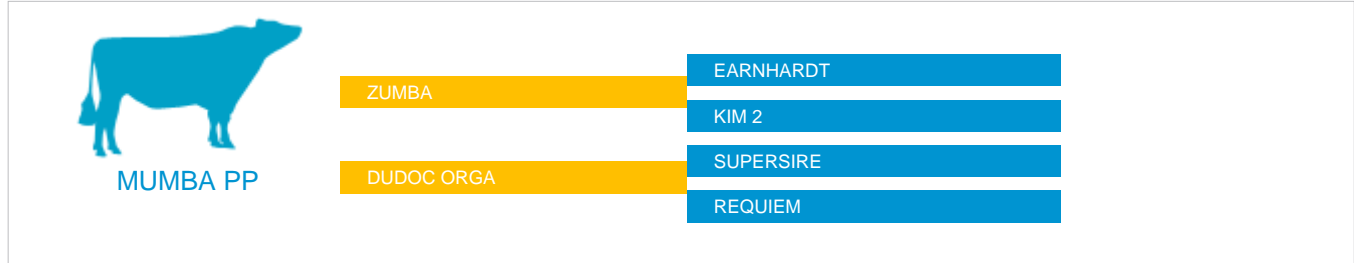 MUMBA PP
ZUMBA
DUDOC ORGA
EARNHARDT
KIM 2
SUPERSIRE
REQUIEM